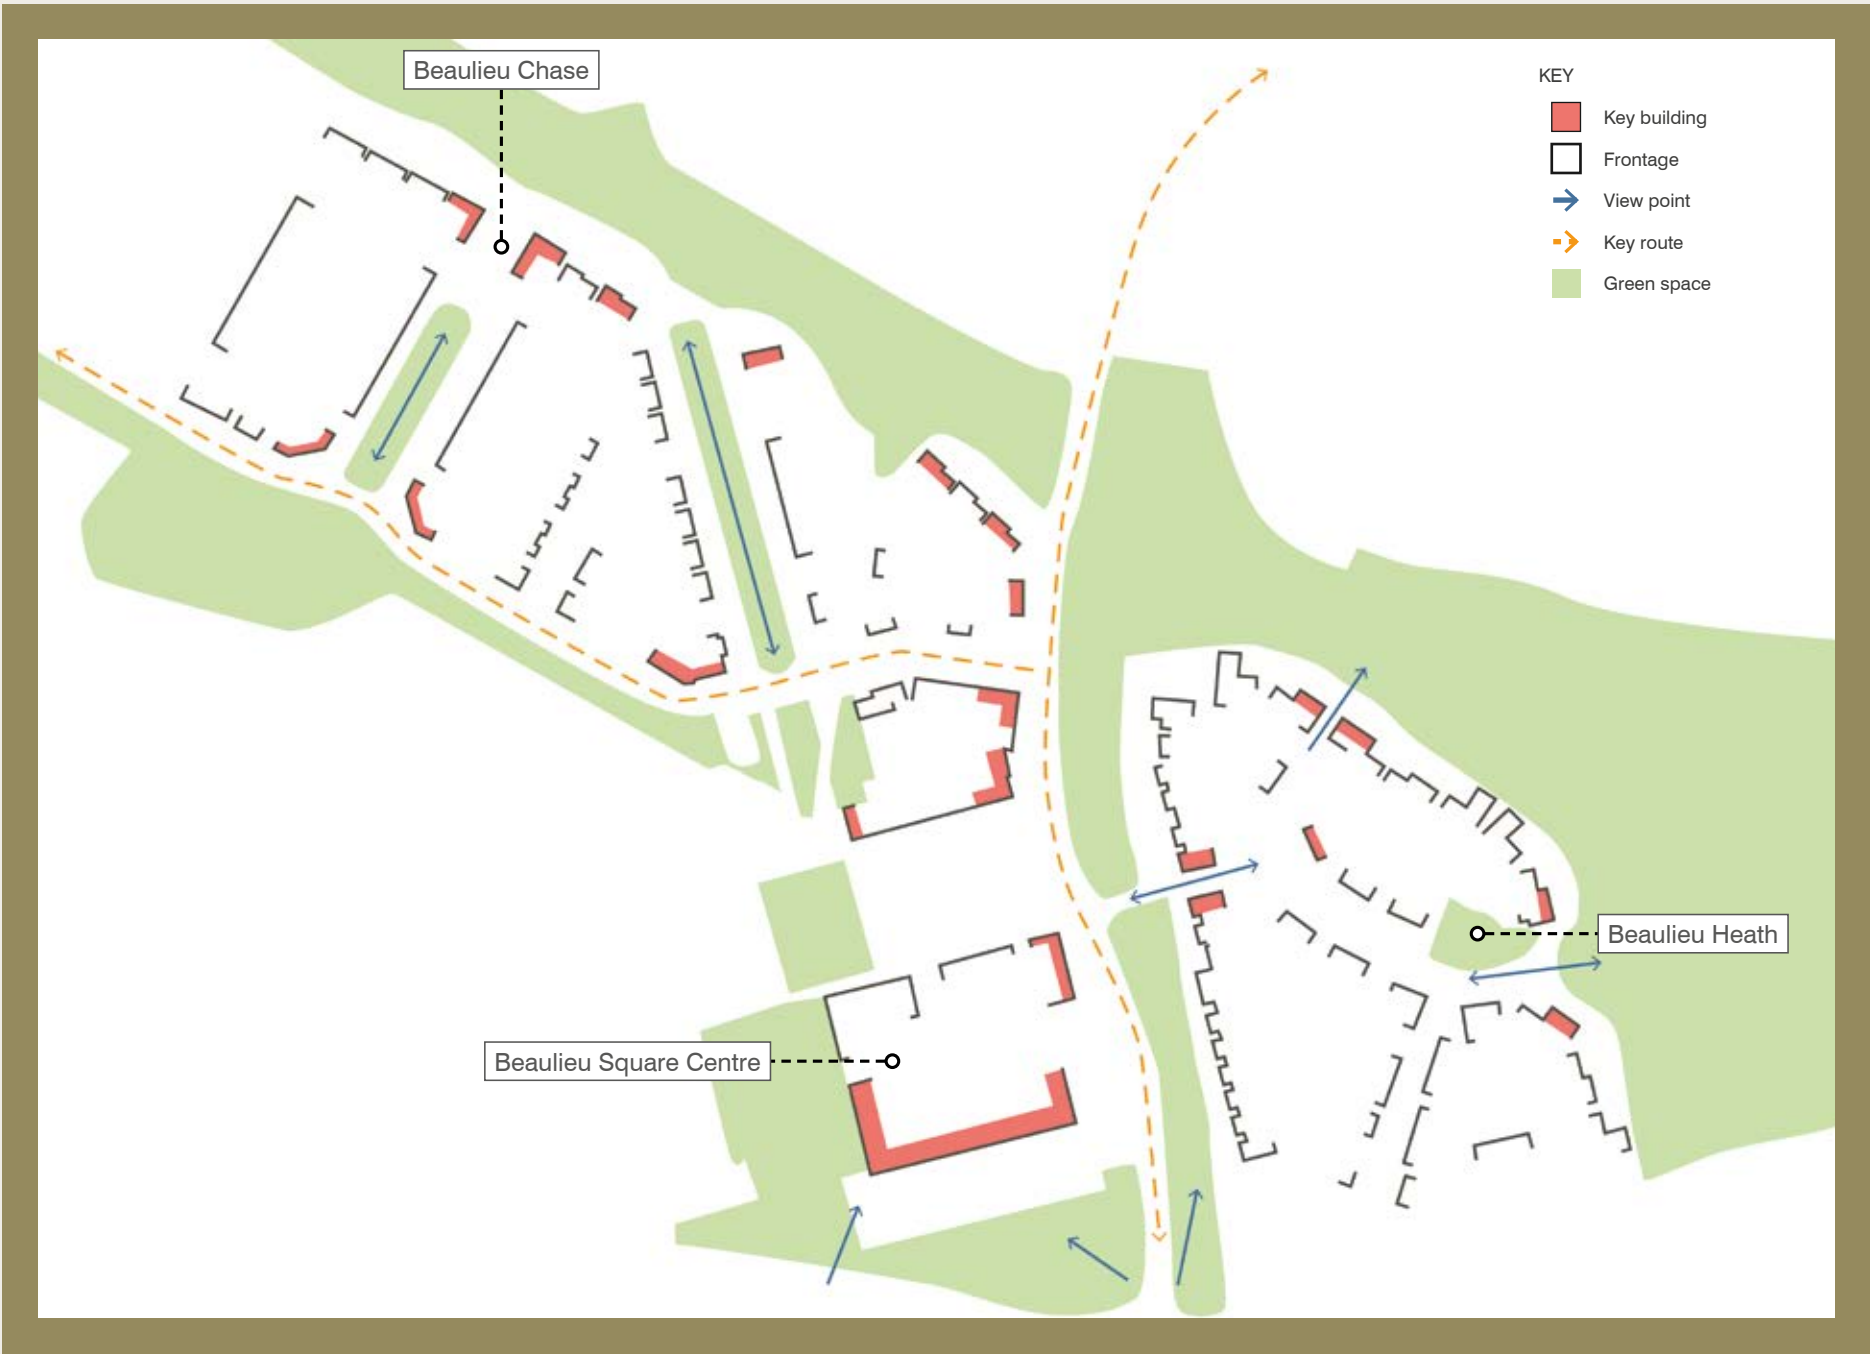 Beaulieu Chase
KEY
Key building
Frontage
View point
Key route
Green space
Beaulieu Heath
Beaulieu Square Centre